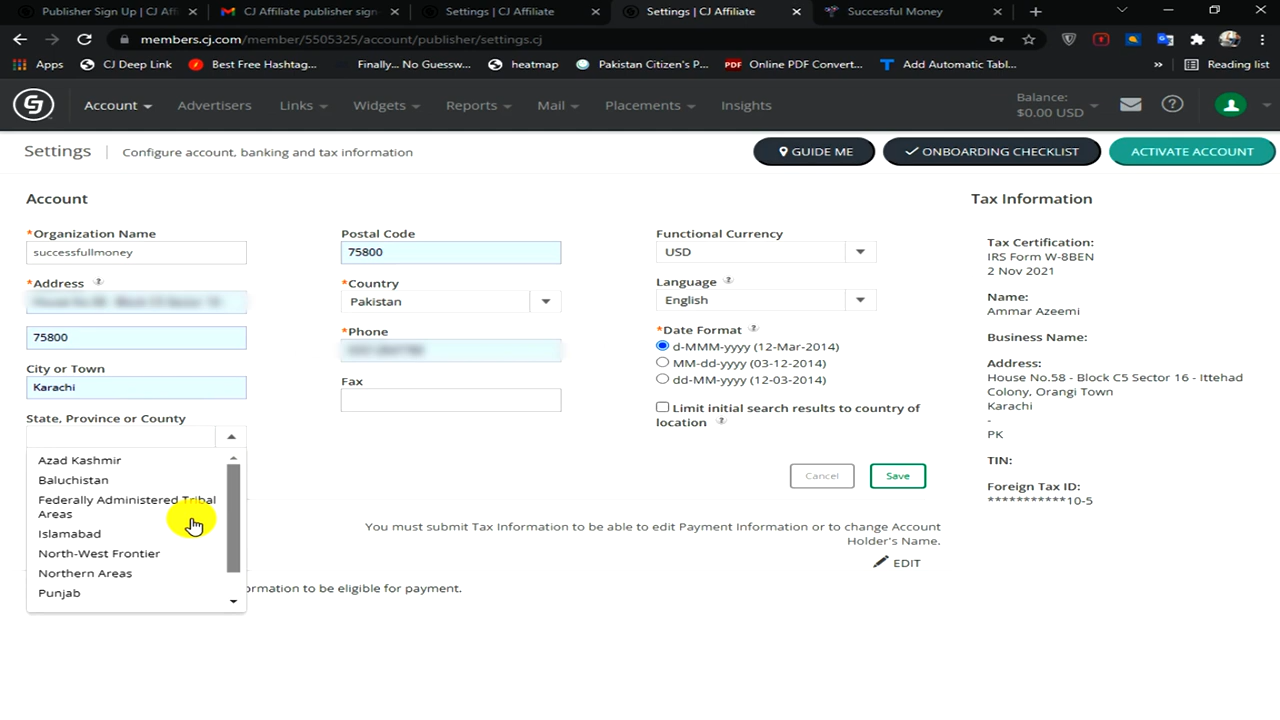 Publisher Sign Up | CJ Affi
CJ Affiliate publisher sign
Settings | CJ Affiliate
Settings | CJ Affiliate
Successful Money
members.cj.com/member/5505325/account/publisher/settings.cj
Apps
CJ Deep Link
Best Free Hashtag...
Finally... No Guessw...
heatmap
Pakistan Citizen's P...
PDF
Online PDF Convert...
Add Automatic Tabl...
»
Reading list
Account
Advertisers
Links
Widgets
Reports
Mail
Placements
Insights
Balance:
$0.00 USD
Settings
Configure account, banking and tax information
GUIDE ME
ONBOARDING CHECKLIST
ACTIVATE ACCOUNT
Account
*Organization Name
successfullmoney
*Address ?
75800
City or Town
Karachi
State, Province or County
Azad Kashmir
Baluchistan
Federally Administered Tribal
Areas
Islamabad
North-West Frontier
Northern Areas
Punjab
Postal Code
75800
*Country
Pakistan
*Phone
Fax
Functional Currency
USD
Language ?
English
*Date Format ?
d-MMM-yyyy (12-Mar-2014)
MM-dd-yyyy (03-12-2014)
dd-MM-yyyy (12-03-2014)
Limit initial search results to country of
location ?
Cancel
Save
You must submit Tax Information to be able to edit Payment Information or to change Account
Holder's Name.
EDIT
ormation to be eligible for payment.
Tax Information
Tax Certification:
IRS Form W-8BEN
2 Nov 2021
Name:
Ammar Azeemi
Business Name:
Address:
House No.58 - Block C5 Sector 16 - Ittehad
Colony, Orangi Town
Karachi
-
PK
TIN:
Foreign Tax ID:
***********10-5